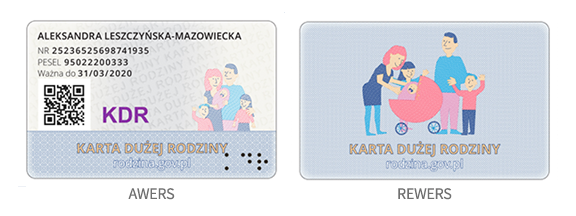 ALEKSANDRA LESZCZYŃSKA-MAZOWIECKA
NR 25236525698741935
PESEL 95022200333
Ważna do 31/03/2020
KDR
KARTA DUŻEJ RODZINY
rodzina.gov.pl
AWERS
KARTA DUŻEJ RODZINY
rodzina.gov.pl
REWERS